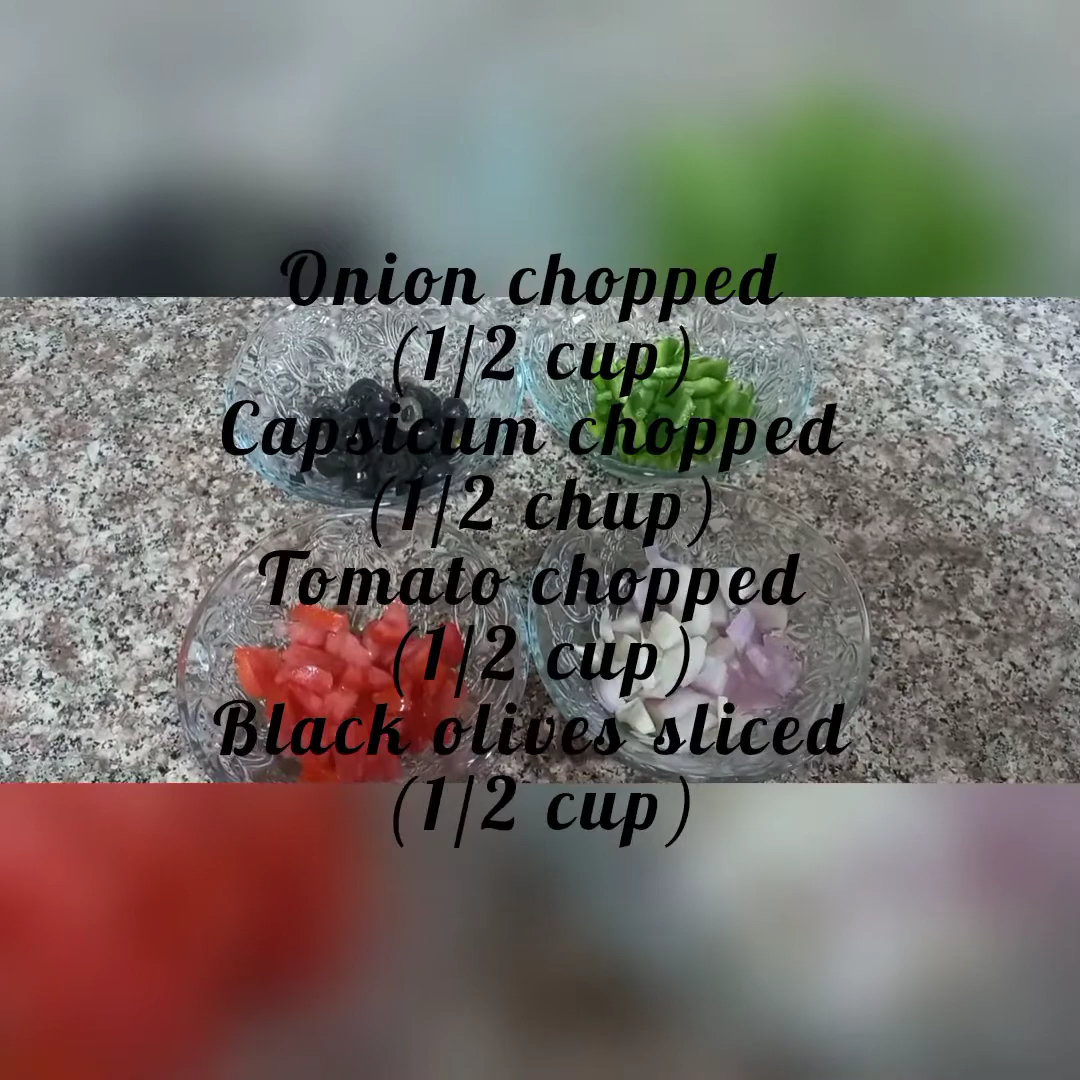 Onion chopped
(1/2 cup)
Capsicum chopped
(1/2 chup)
Tomato chopped
(1/2 cup)
Black olives sliced
(1/2 cup)